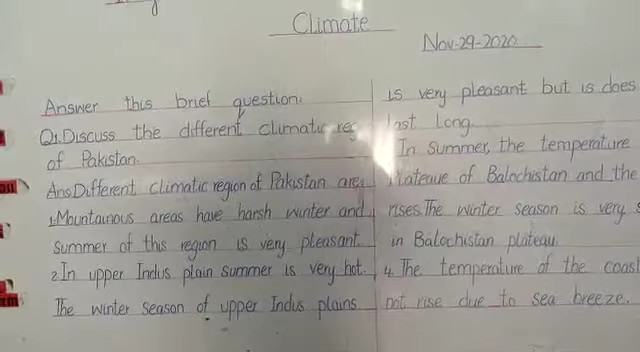 Climate
Nov-29-2020
Answer this brief question.
Q1.Discuss the different climatic reg
of Pakistan.
Ans Different climatic region of Pakistan are:
1.Mountainous areas have harsh winter and
summer of this region is very pleasant.
2.In upper Indus plain summer is very hot.
The winter season of upper Indus plains
is very pleasant but is does
last long.
In summer, the temperature
Plateaue of Balochistan and the
rises.The winter season is very
in Balochistan plateau.
4. The temperature of the coast
not rise due to sea breeze.